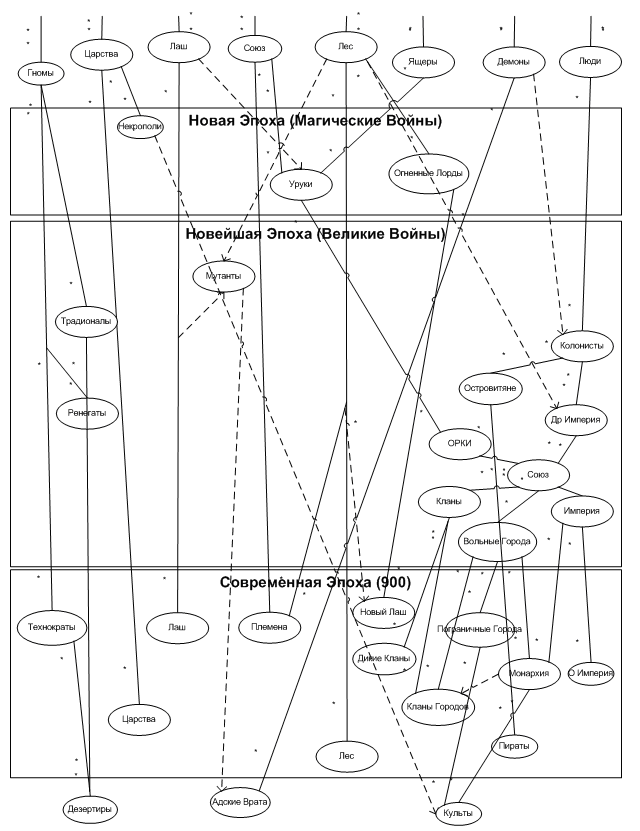 Гномы
Царства
Лаш
Союз
Лес
Ящеры
Демоны
Люди
Новая Эпоха (Магические Войны)
Некрополи
Уруки
Огненные Лорды
Новейшая Эпоха (Великие Войны)
Мутанты
Традионалы
Колонисты
Островитяне
Ренегаты
Др Империя
ОРКИ
Союз
Кланы
Империя
Вольные Города
Современная Эпоха (900)
Технократы
Лаш
Племена
Новый Лаш
Пограничные Города
Дикие Кланы
Монархия
О Империя
Царства
Кланы Городов
Пираты
Лес
Дезертиры
Адские Врата
Культы